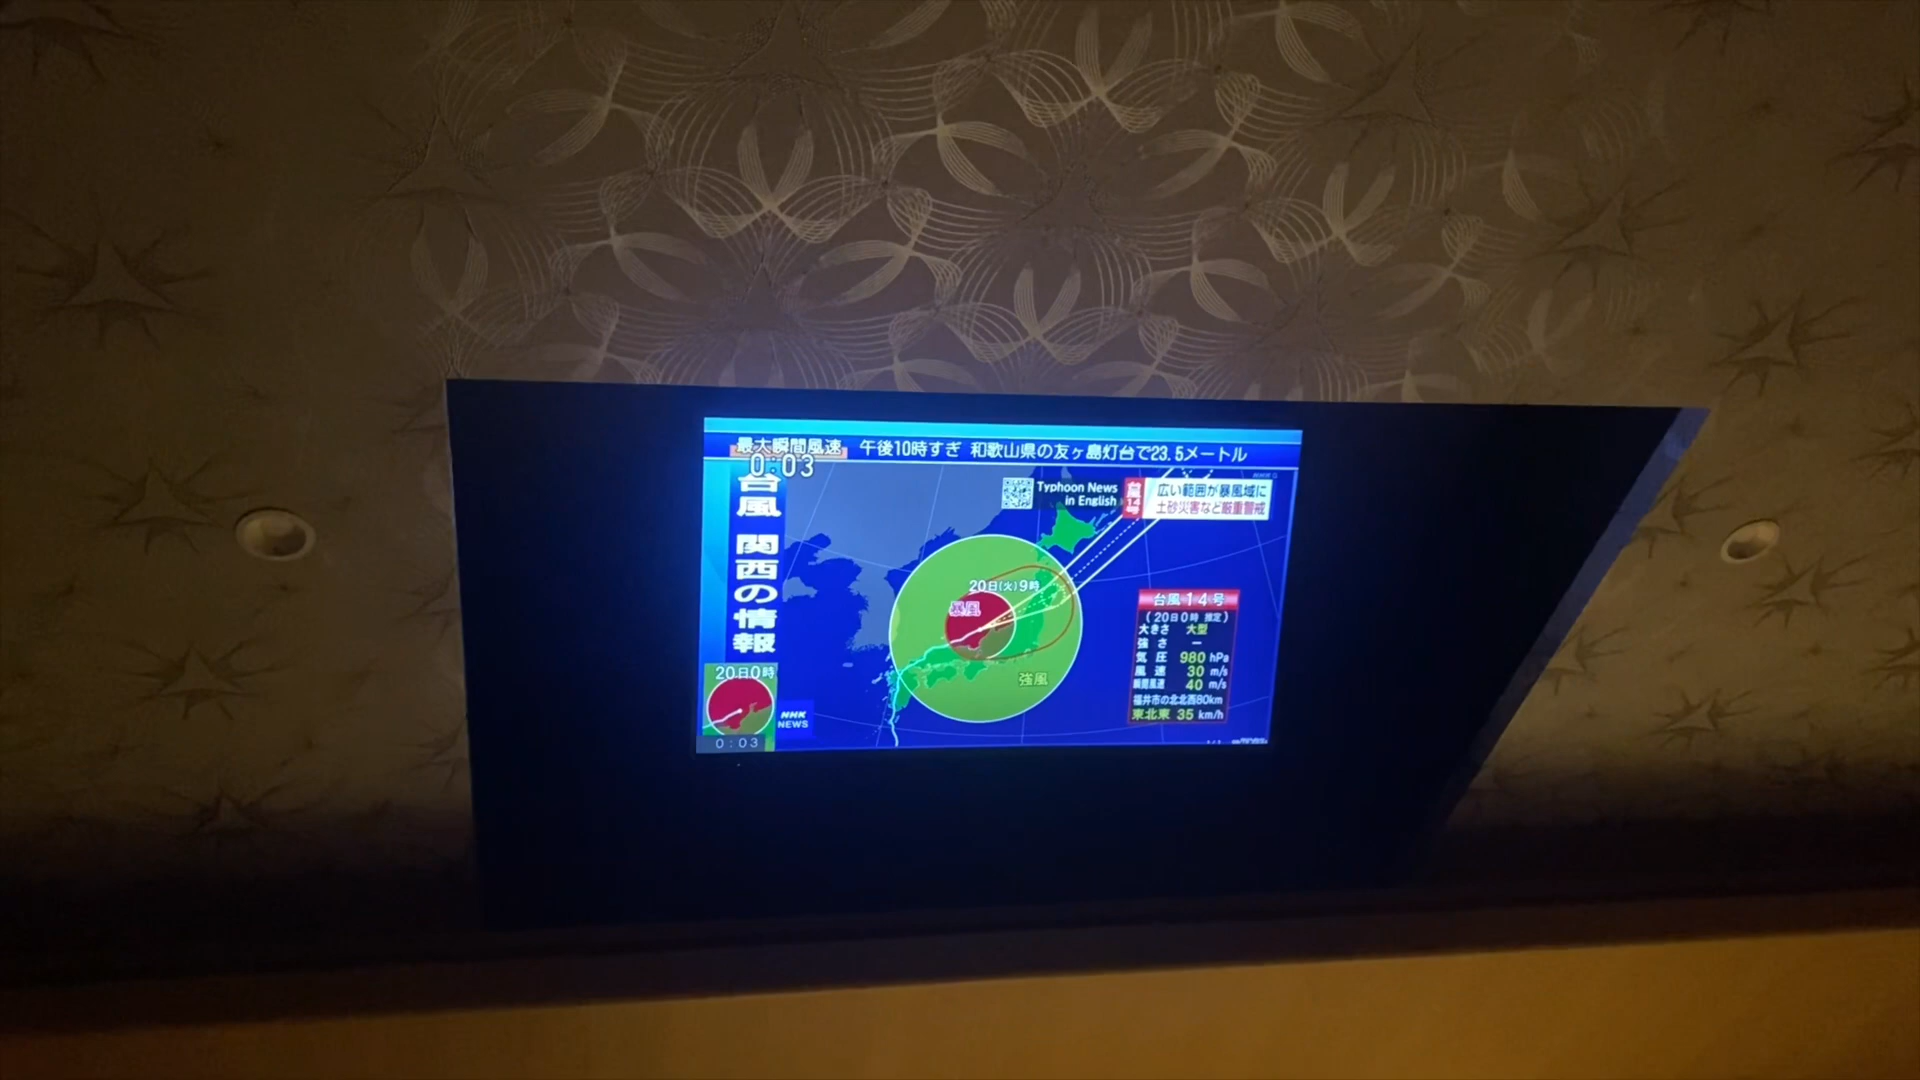 最大瞬間風速 午後10時すぎ 和歌山県の友ヶ島灯台で23.5メートル
0:03
台風 関西の情報
Typhoon News
in English
台風14号
広い範囲が暴風域に
土砂災害など厳重警戒
20日(火)9時
暴風
強風
台風14号
(20日0時 推定)
大きさ 大型
強さ ー
気圧 980 hPa
風速 30 m/s
瞬間風速 40 m/s
福井市の北北西80km
東北東 35 km/h
20日0時
NHK
NEWS
0:03